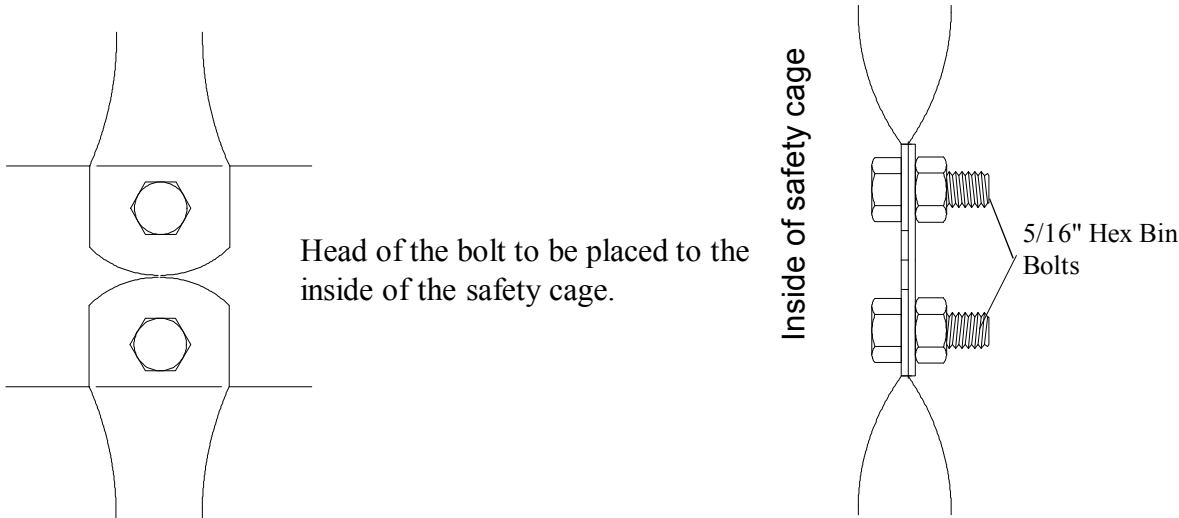 Head of the bolt to be placed to the
inside of the safety cage.
Inside of safety cage
5/16" Hex Bin
Bolts